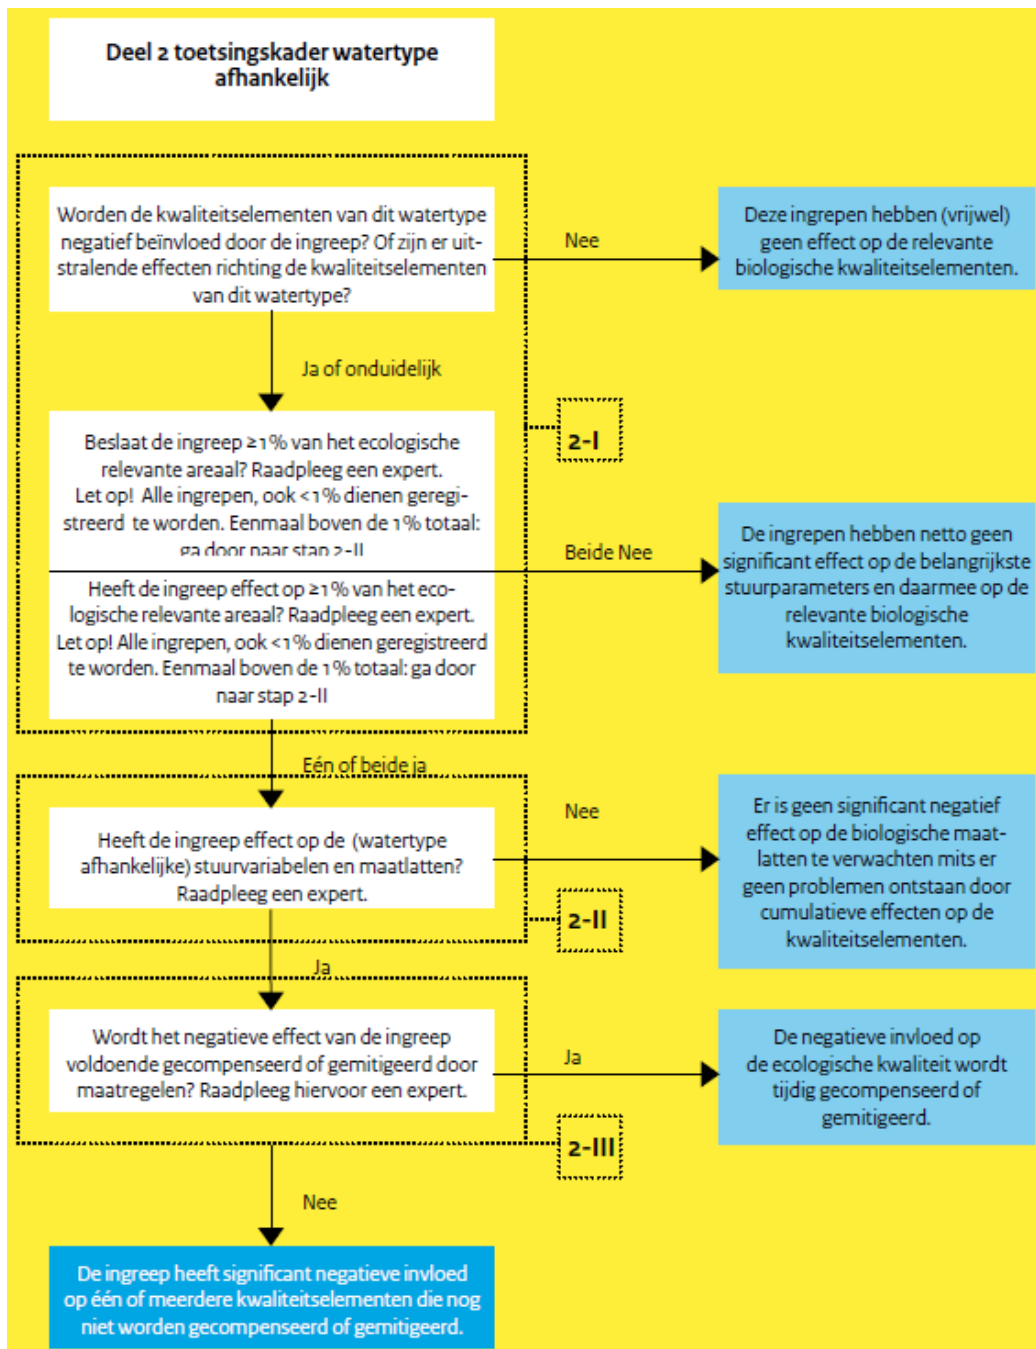 Deel 2 toetsingskader watertype
afhankelijk
Worden de kwaliteitselementen van dit watertype
negatief beïnvloed door de ingreep? Of zijn er uit-
stralende effecten richting de kwaliteitselementen
van dit watertype?
Nee
Deze ingrepen hebben (vrijwel)
geen effect op de relevante
biologische kwaliteitselementen.
Ja of onduidelijk
2-I
Beslaat de ingreep ≥1% van het ecologische
relevante areaal? Raadpleeg een expert.
Let op! Alle ingrepen, ook <1% dienen geregi-
streerd te worden. Eenmaal boven de 1% totaal:
ga door naar stap 2-II
Beide Nee
De ingrepen hebben netto geen
significant effect op de belangrijkste
stuurparameters en daarmee op de
relevante biologische
kwaliteitselementen.
Heeft de ingreep effect op ≥1% van het eco-
logische relevante areaal? Raadpleeg een expert.
Let op! Alle ingrepen, ook <1% dienen geregistreerd
te worden. Eenmaal boven de 1% totaal: ga door
naar stap 2-II
Eén of beide ja
Heeft de ingreep effect op de (watertype
afhankelijke) stuurvariabelen en maatlatten?
Raadpleeg een expert.
Nee
Er is geen significant negatief
effect op de biologische maat-
latten te verwachten mits er
geen problemen ontstaan door
cumulatieve effecten op de
kwaliteitselementen.
2-II
Ja
Wordt het negatieve effect van de ingreep
voldoende gecompenseerd of gemitigeerd door
maatregelen? Raadpleeg hiervoor een expert.
Ja
De negatieve invloed op
de ecologische kwaliteit wordt
tijdig gecompenseerd of
gemitigeerd.
2-III
Nee
De ingreep heeft significant negatieve invloed
op één of meerdere kwaliteitselementen die nog
niet worden gecompenseerd of gemitigeerd.